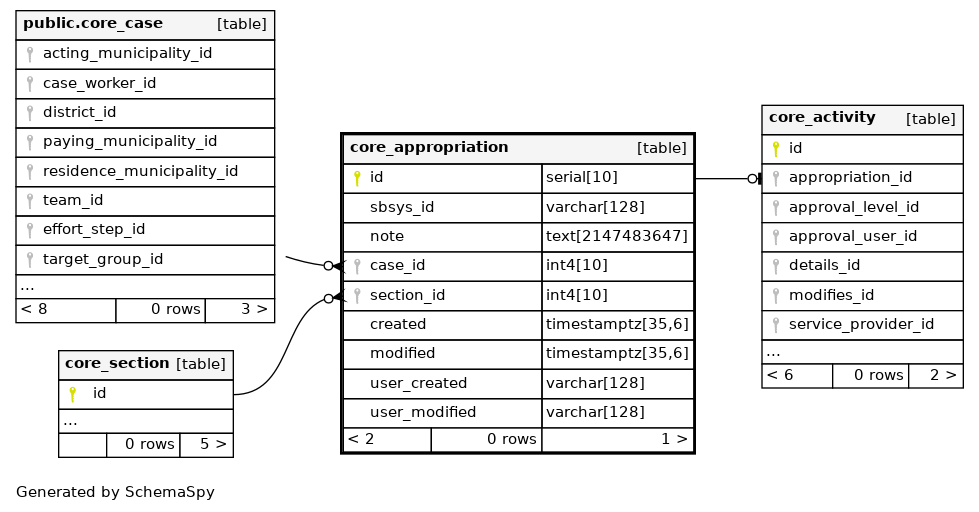 public.core_case [table]
acting_municipality_id
case_worker_id
district_id
paying_municipality_id
residence_municipality_id
team_id
effort_step_id
target_group_id
...
< 8 0 rows 3 >
core_section [table]
id
...
0 rows 5 >
core_appropriation [table]
id serial[10]
sbsys_id varchar[128]
note text[2147483647]
case_id int4[10]
section_id int4[10]
created timestamptz[35,6]
modified timestamptz[35,6]
user_created varchar[128]
user_modified varchar[128]
< 2 0 rows 1 >
core_activity [table]
id
appropriation_id
approval_level_id
approval_user_id
details_id
modifies_id
service_provider_id
...
< 6 0 rows 2 >
Generated by SchemaSpy